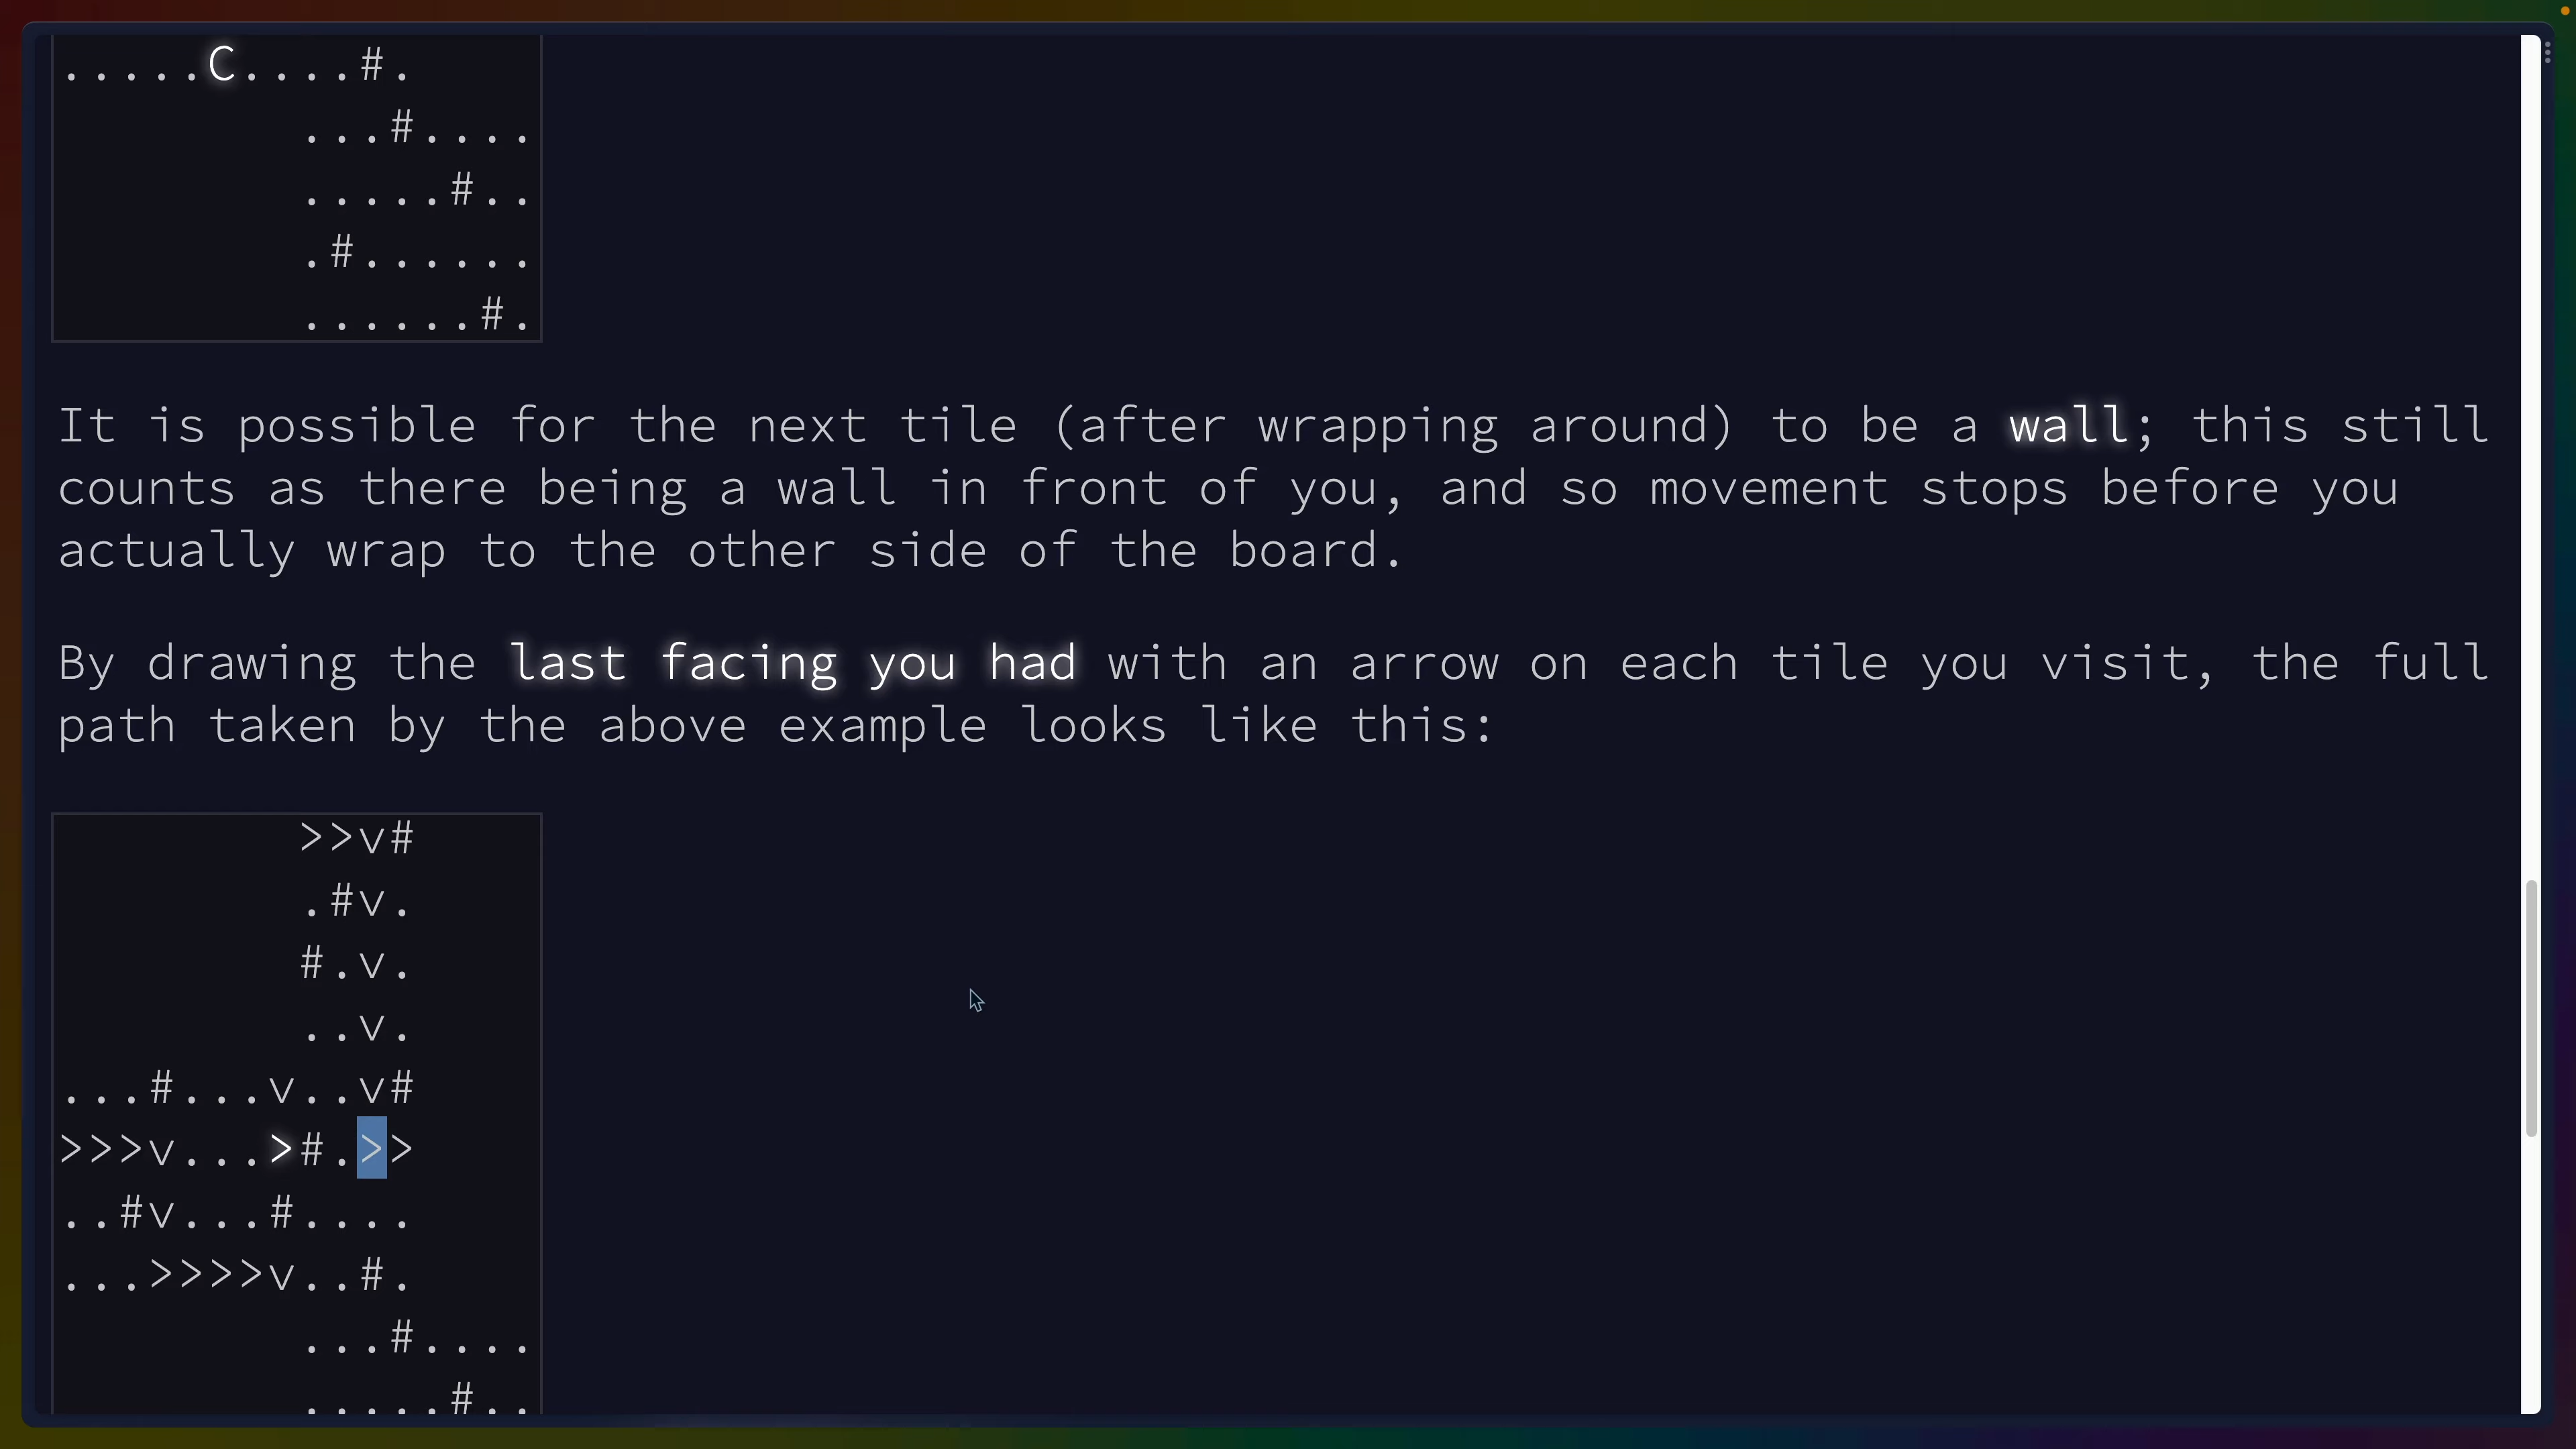 .....C....#.
        ...#....
        .....#..
        .#......
        ......#.
It is possible for the next tile (after wrapping around) to be a wall; this still
counts as there being a wall in front of you, and so movement stops before you
actually wrap to the other side of the board.
By drawing the last facing you had with an arrow on each tile you visit, the full
path taken by the above example looks like this:
        >>v#
        .#v.
        #.v.
        ..v.
...#...v..v#
>>>v...>#.>>
..#v...#....
...>>>>v..#.
        ...#....
        .....#..